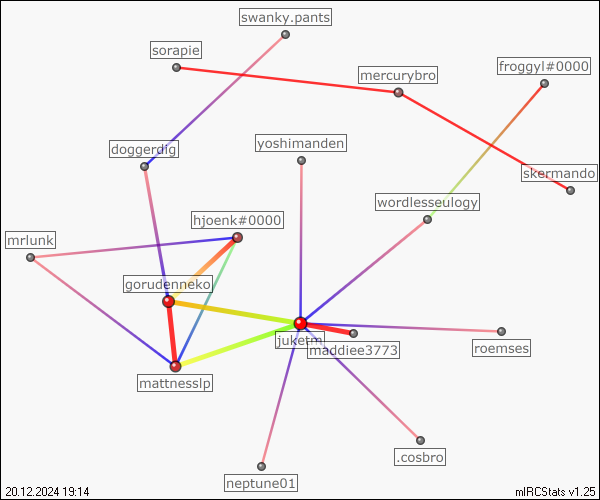 swanky.pants
sorapie
froggyl#0000
mercurybro
doggerdig
yoshimanden
skermando
wordlesseulogy
hjoenk#0000
mrlunk
gorudenneko
juketm
maddiee3773
roemses
mattnesslp
.cosbro
neptune01
20.12.2024 19:14
mIRCStats v1.25